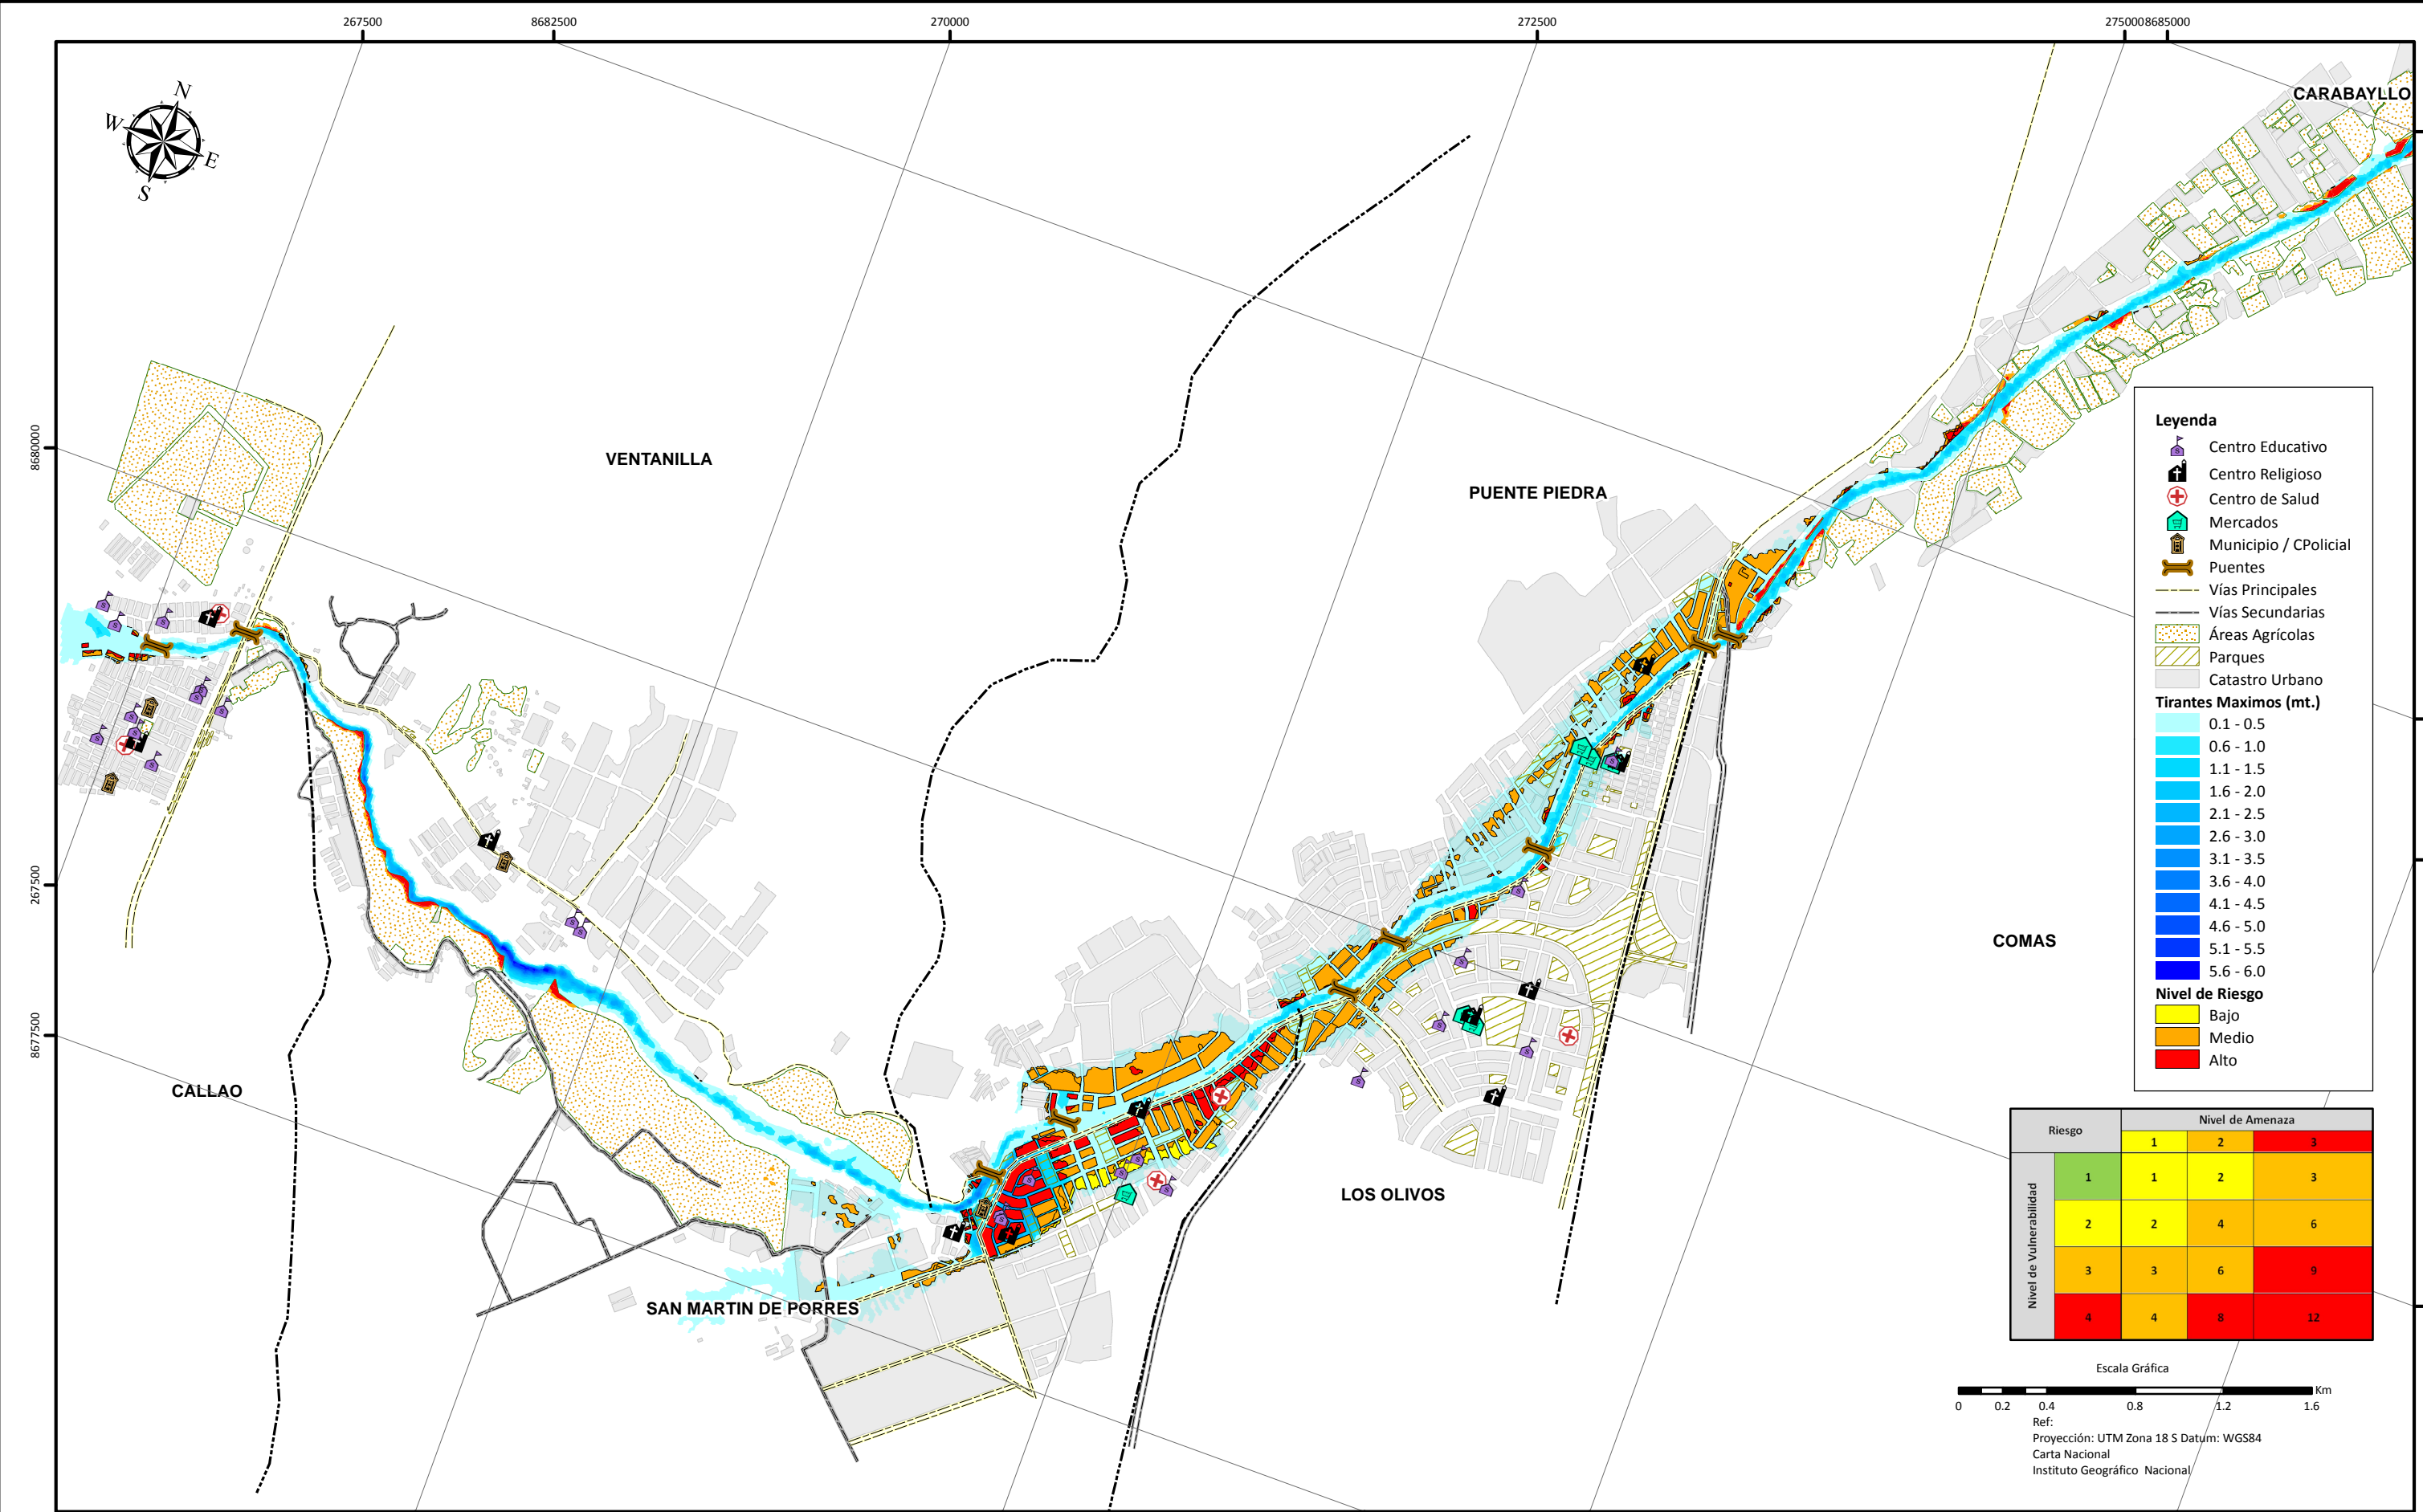 267500
8682500
270000
272500
275000
8685000
N
W
E
S
CARABAYLLO
8680000
VENTANILLA
PUENTE PIEDRA
267500
8677500
CALLAO
COMAS
LOS OLIVOS
SAN MARTIN DE PORRES
Leyenda
Centro Educativo
Centro Religioso
Centro de Salud
Mercados
Municipio / CPolicial
Puentes
Vías Principales
Vías Secundarias
Áreas Agrícolas
Parques
Catastro Urbano
Tirantes Maximos (mt.)
0.1 - 0.5
0.6 - 1.0
1.1 - 1.5
1.6 - 2.0
2.1 - 2.5
2.6 - 3.0
3.1 - 3.5
3.6 - 4.0
4.1 - 4.5
4.6 - 5.0
5.1 - 5.5
5.6 - 6.0
Nivel de Riesgo
Bajo
Medio
Alto
Riesgo
Nivel de Amenaza
1 2 3
Nivel de Vulnerabilidad
1 1 2 3
2 2 4 6
3 3 6 9
4 4 8 12
Escala Gráfica
Km
0 0.2 0.4 0.8 1.2 1.6
Ref:
Proyección: UTM Zona 18 S Datum: WGS84
Carta Nacional
Instituto Geográfico Nacional